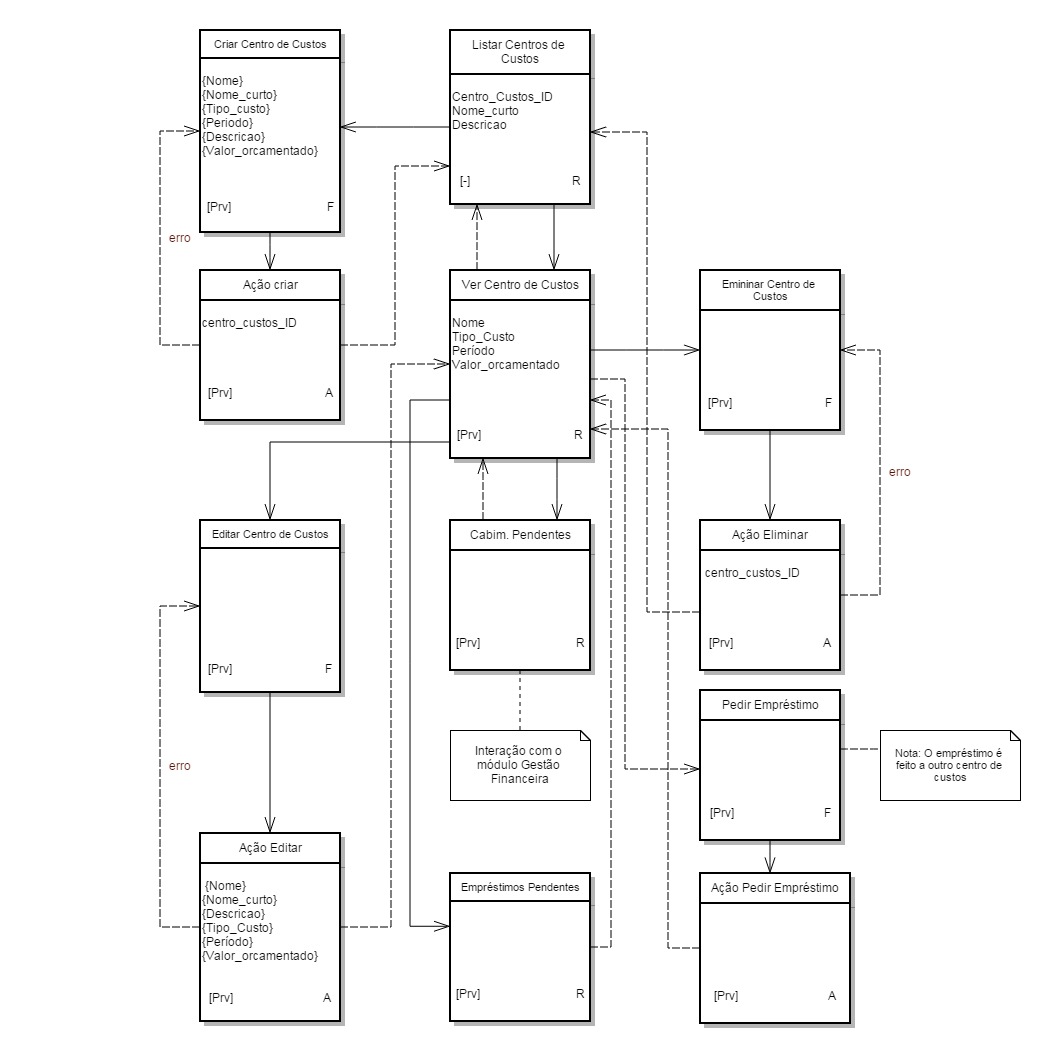 Criar Centro de Custos
{Nome}
{Nome_curto}
{Tipo_custo}
{Periodo}
{Descricao}
{Valor_orcamentado}
[Prv] F
Listar Centros de
Custos
Centro_Custos_ID
Nome_curto
Descricao
[-] R
erro
Ação criar
centro_custos_ID
[Prv] A
Ver Centro de Custos
Nome
Tipo_Custo
Período
Valor_orcamentado
[Prv] R
Emininar Centro de
Custos
[Prv] F
erro
Editar Centro de Custos
[Prv] F
Cabim. Pendentes
[Prv] R
Ação Eliminar
centro_custos_ID
[Prv] A
erro
Interação com o
módulo Gestão
Financeira
Pedir Empréstimo
[Prv] F
Nota: O empréstimo é
feito a outro centro de
custos
Ação Editar
{Nome}
{Nome_curto}
{Descricao}
{Tipo_Custo}
{Período}
{Valor_orcamentado}
[Prv] A
Empréstimos Pendentes
[Prv] R
Ação Pedir Empréstimo
[Prv] A